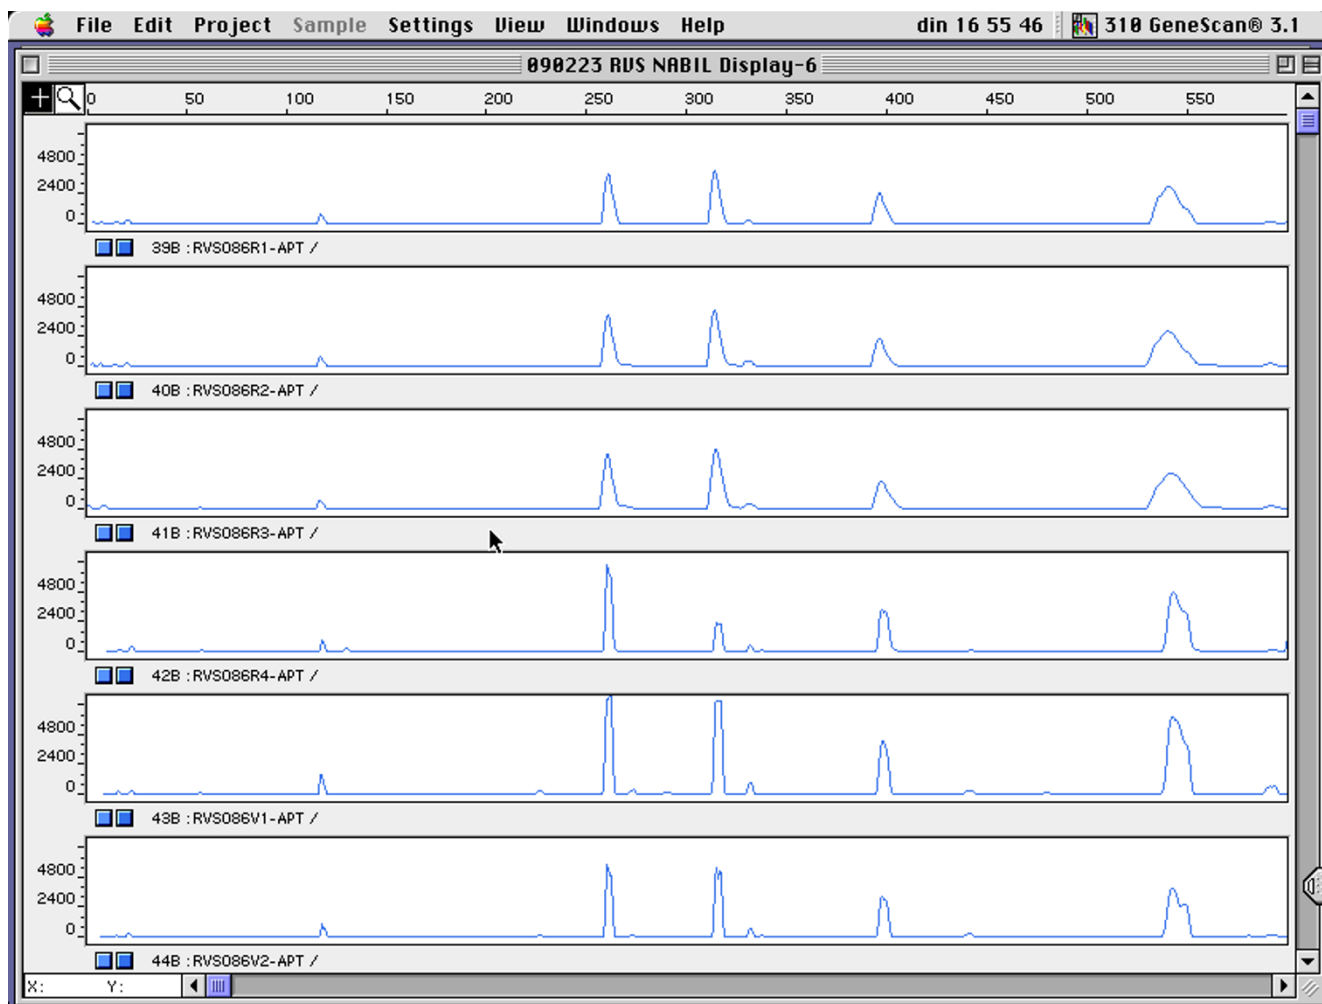 File Edit Project Sample Settings View Windows Help din 16 55 46 310 GeneScan® 3.1
090223 RVS NABIL Display-6
0 50 100 150 200 250 300 350 400 450 500 550
4800
2400
0
39B : RVS086R1-APT /
4800
2400
0
40B : RVS086R2-APT /
4800
2400
0
41B : RVS086R3-APT /
4800
2400
0
42B : RVS086R4-APT /
4800
2400
0
43B : RVS086V1-APT /
4800
2400
0
44B : RVS086V2-APT /
X: Y: